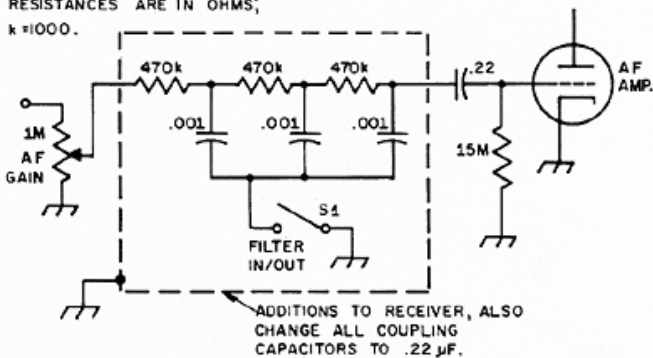 RESISTANCES ARE IN OHMS,
k =1000.
470k
470k
470k
.22
AF
AMP.
1M
AF
GAIN
.001
.001
.001
15M
S1
FILTER
IN/OUT
ADDITIONS TO RECEIVER, ALSO
CHANGE ALL COUPLING
CAPACITORS TO .22 µF.